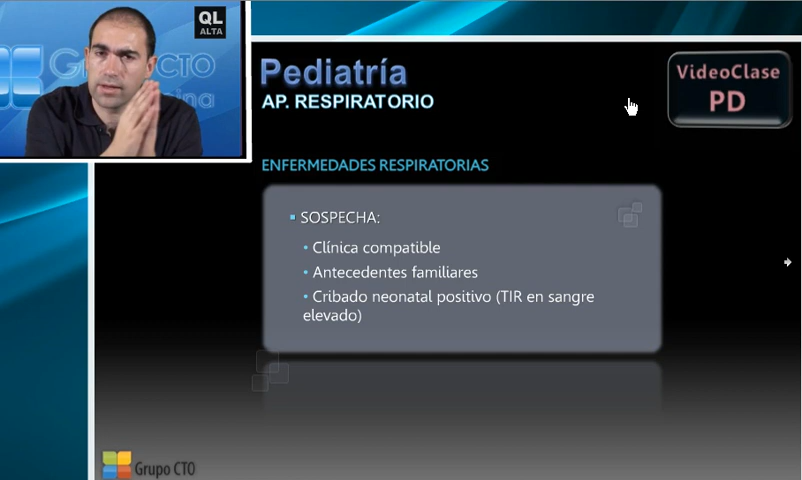 QL
ALTA
Pediatría
AP. RESPIRATORIO
VideoClase
PD
ENFERMEDADES RESPIRATORIAS
▪ SOSPECHA:
• Clínica compatible
• Antecedentes familiares
• Cribado neonatal positivo (TIR en sangre
elevado)
Grupo CTO